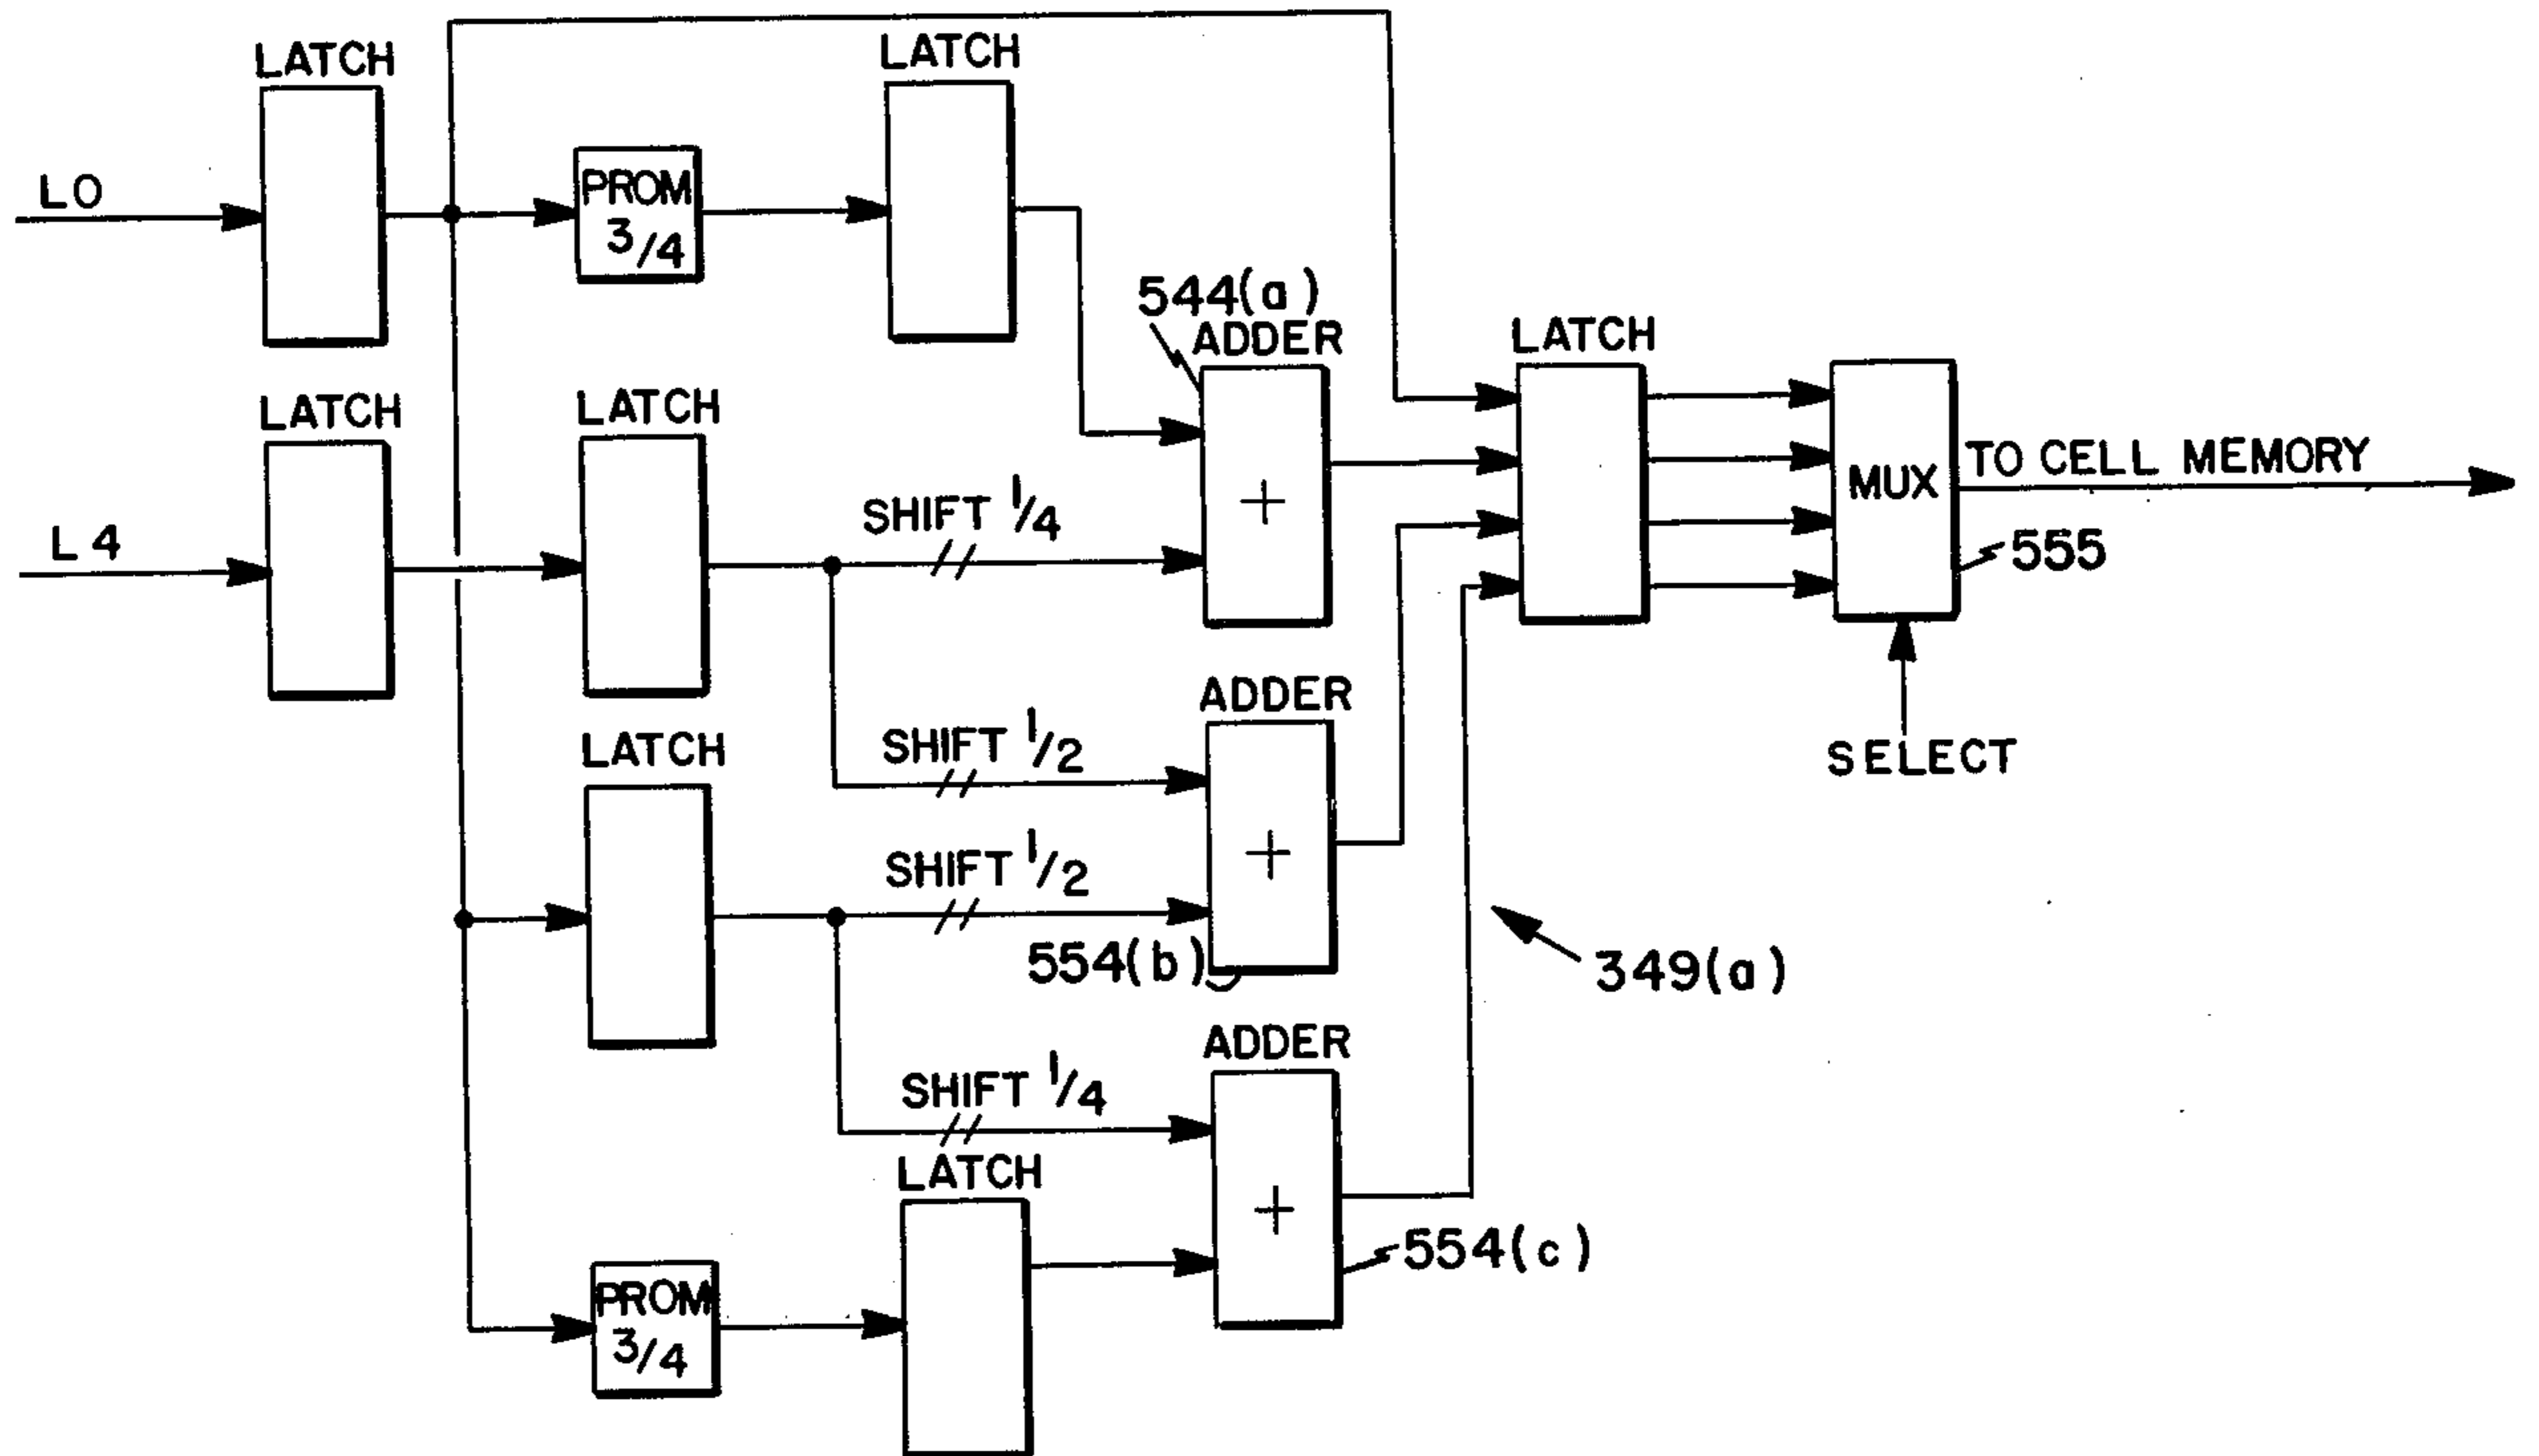 LATCH
LATCH
L0
PROM
3/4
544(a)
ADDER
LATCH
LATCH
LATCH
SHIFT 1/4
+
MUX
TO CELL MEMORY
L4
555
ADDER
LATCH
SHIFT 1/2
SELECT
SHIFT 1/2
+
554(b)
349(a)
ADDER
SHIFT 1/4
LATCH
+
554(c)
PROM
3/4